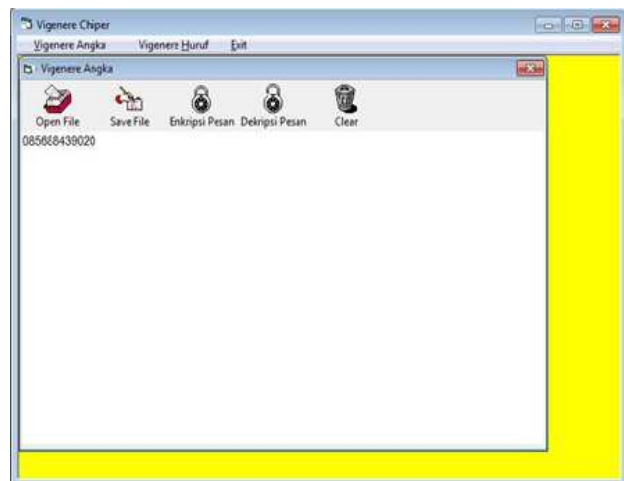 Vigenere Chiper
Vigenere Angka Vigenere Huruf Exit
Vigenere Angka
Open File Save File Enkripsi Pesan Dekripsi Pesan Clear
085668439020